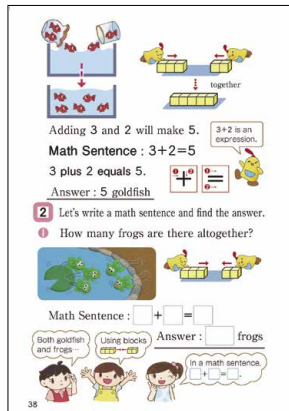 together
Adding 3 and 2 will make 5.
3+2 is an
expression.
Math Sentence : 3+2=5
3 plus 2 equals 5.
Answer : 5 goldfish
2 Let's write a math sentence and find the answer.
1 How many frogs are there altogether?
Math Sentence : □ + □ = □
Answer : □ frogs
Both goldfish
and frogs…
Using blocks
In a math sentence,
□+□=□.
38